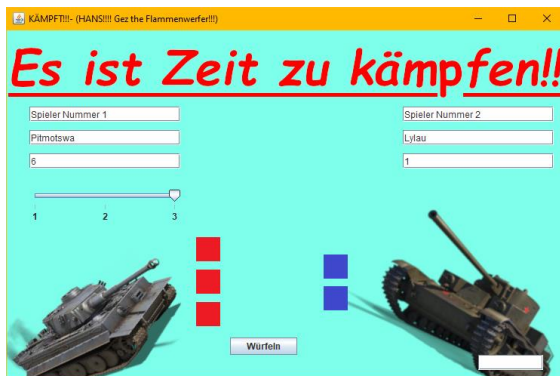 KÄMPFT!!!- (HANS!!!! Gez the Flammenwerfer!!!)
Es ist Zeit zu kämpfen!!
Spieler Nummer 1
Spieler Nummer 2
Pitmotswa
Lylau
6
1
1 2 3
Würfeln